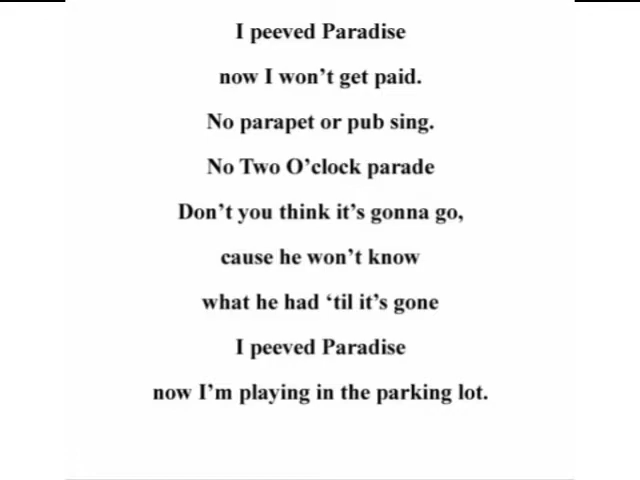 I peeved Paradise
now I won’t get paid.
No parapet or pub sing.
No Two O’clock parade
Don’t you think it’s gonna go,
cause he won’t know
what he had ‘til it’s gone
I peeved Paradise
now I’m playing in the parking lot.